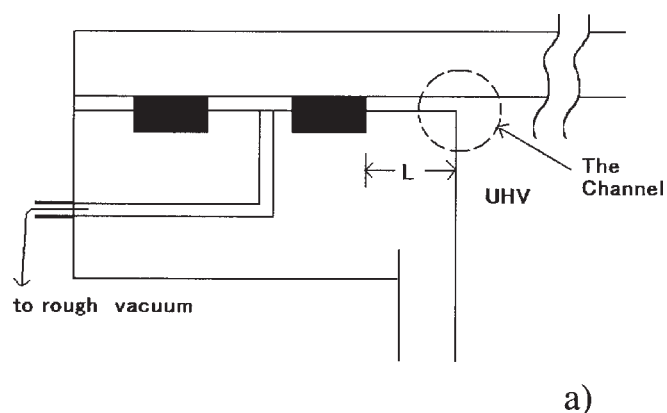 The
Channel
L
UHV
to rough vacuum
a)